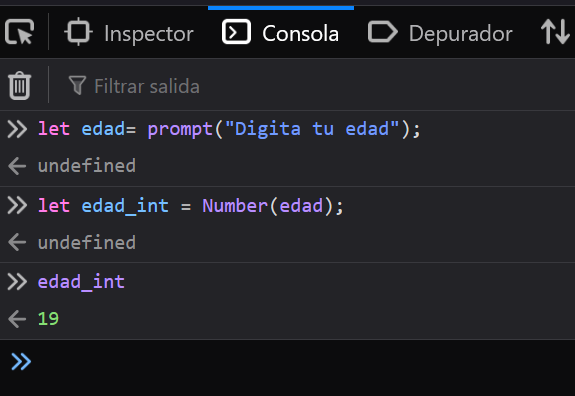 Inspector Consola Depurador
Filtrar salida
let edad= prompt("Digita tu edad");
undefined
let edad_int = Number(edad);
undefined
edad_int
19